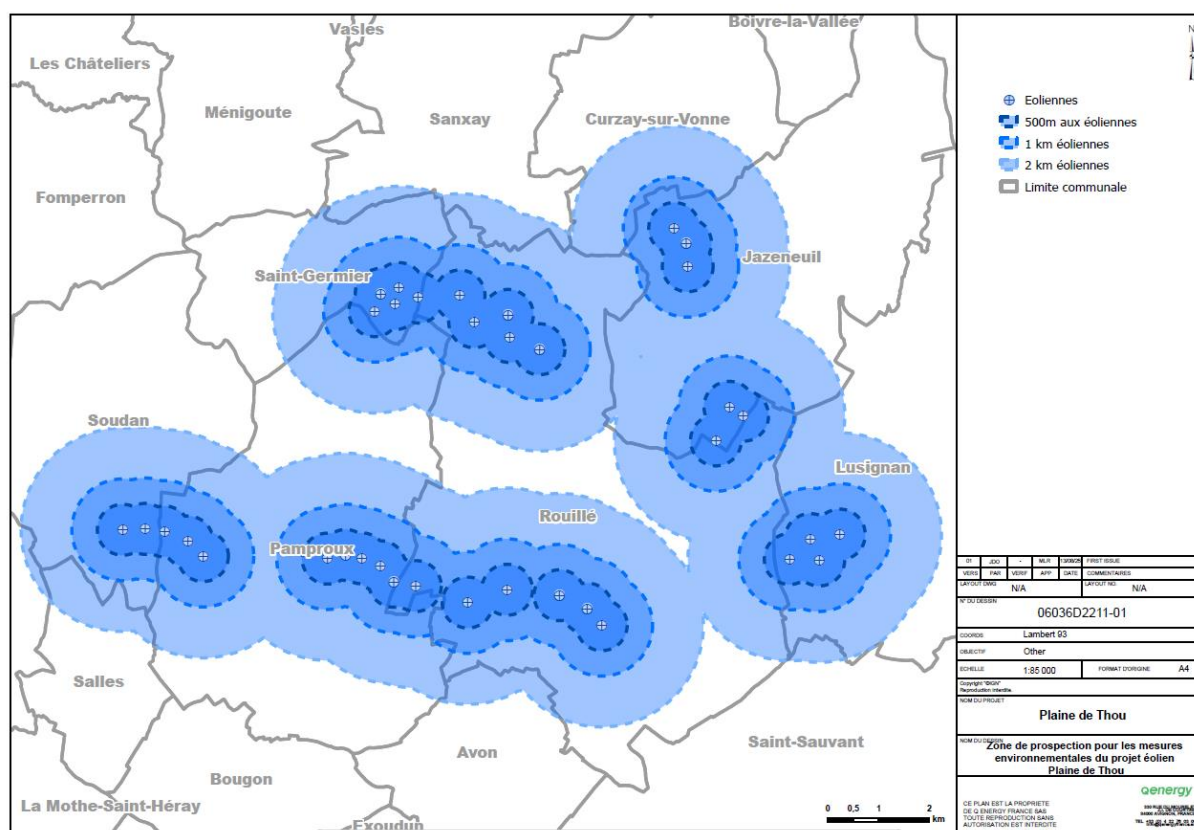 Vasles
Boivre-la-Vallée
Les Châteliers
Ménigoute
Sanxay
Curzay-sur-Vonne
Fomperron
Saint-Germier
Jazeneuil
Soudan
Lusignan
Rouillé
Pamproux
Salles
Avon
Saint-Sauvant
Bougon
La Mothe-Saint-Héray
Exoudun
0 0,5 1 2
km
N
Eoliennes
500m aux éoliennes
1 km éoliennes
2 km éoliennes
Limite communale
01 JDO - MLR FIRST ISSUE
VERS PAR VERIF APP DATE COMMENTAIRES
LAYOUT DWG N/A LAYOUT NO. N/A
N° DU DESSIN
06036D2211-01
COORDS Lambert 93
OBJECTIF Other
ECHELLE 1:85 000 FORMAT D'ORIGINE A4
Copyright "©IGN"
Reproduction interdite.
NOM DU PROJET
Plaine de Thou
NOM DU DESSIN
Zone de prospection pour les mesures
environnementales du projet éolien
Plaine de Thou
qenergy
CE PLAN EST LA PROPRIETE
DE Q ENERGY FRANCE SAS
TOUTE REPRODUCTION SANS
AUTORISATION EST INTERDITE